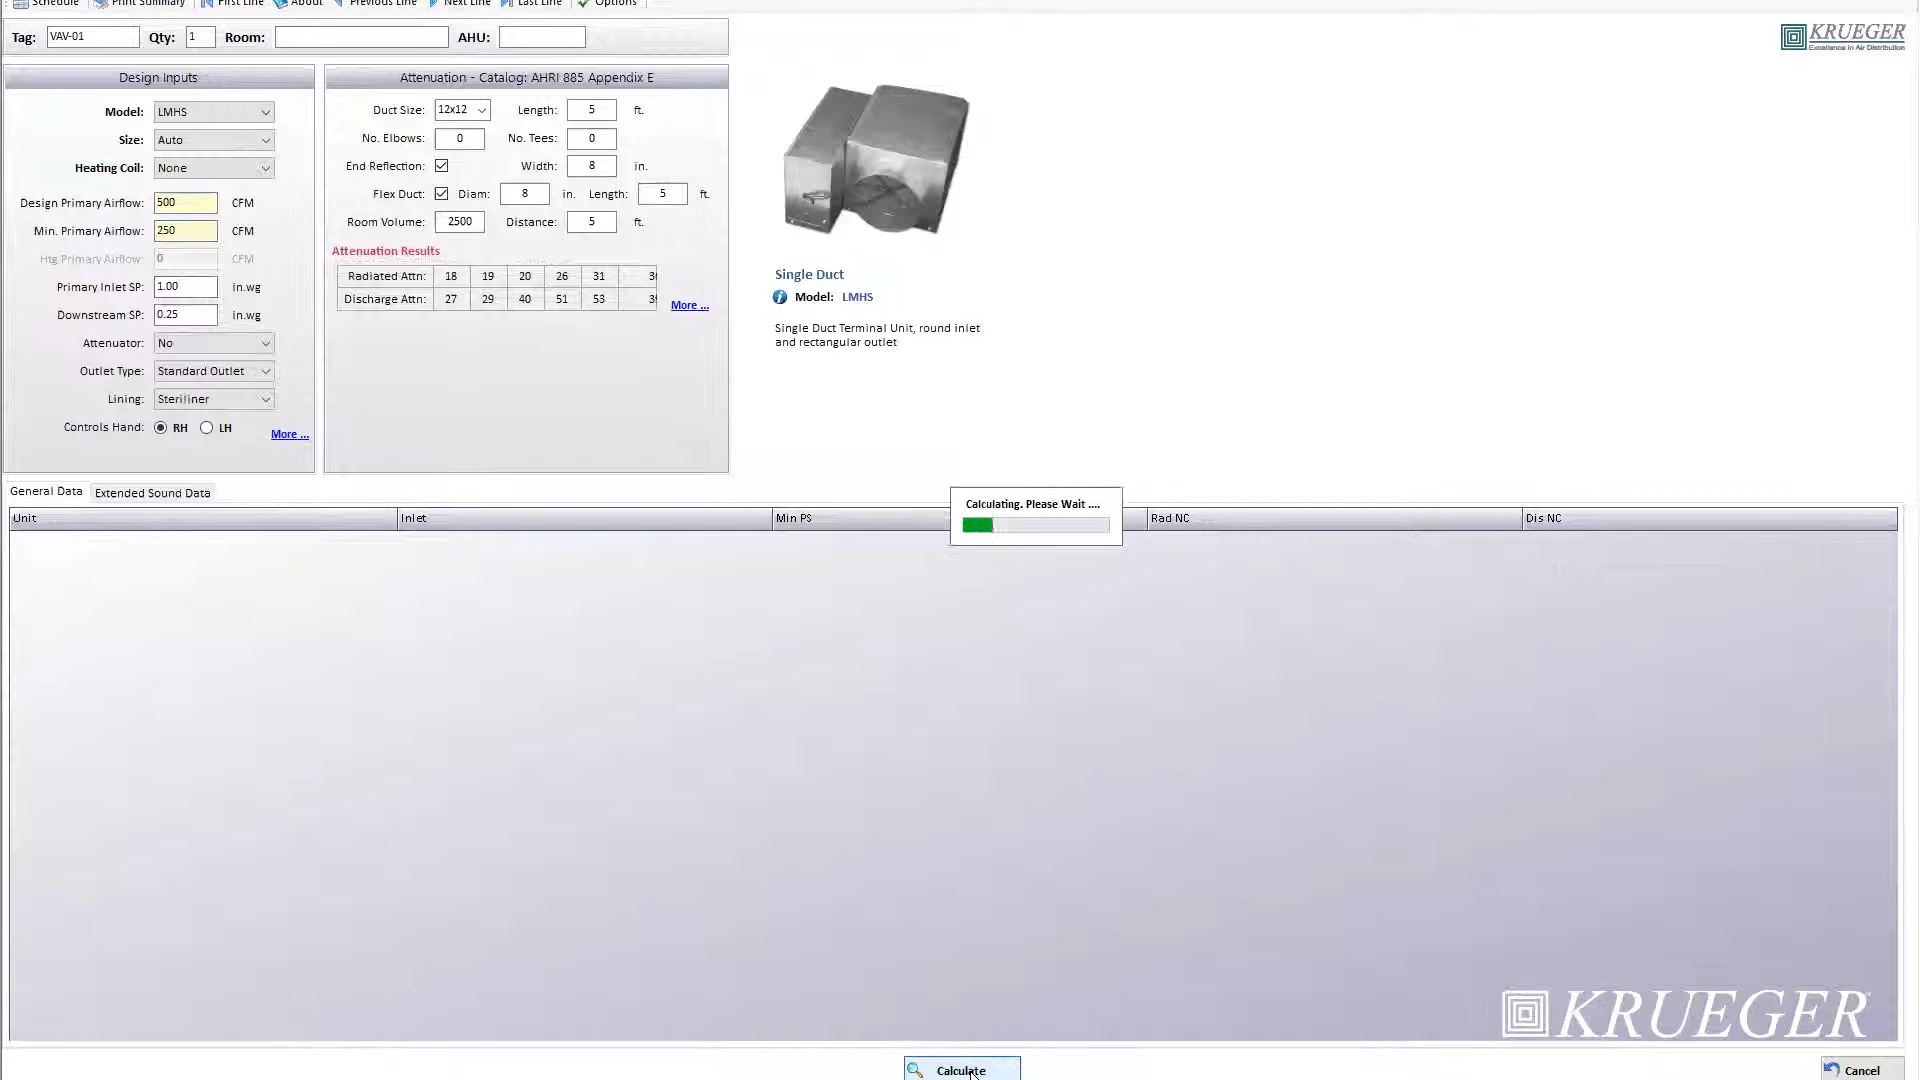 Schedule Print Summary First Line About Previous Line Next Line Last Line Options
Tag: VAV-01 Qty: 1 Room: AHU:
KRUEGER
Excellence in Air Distribution
Design Inputs
Model: LMHS
Size: Auto
Heating Coil: None
Design Primary Airflow: 500 CFM
Min. Primary Airflow: 250 CFM
Htg Primary Airflow: 0 CFM
Primary Inlet SP: 1.00 in.wg
Downstream SP: 0.25 in.wg
Attenuator: No
Outlet Type: Standard Outlet
Lining: Steriliner
Controls Hand: RH LH
More ...
Attenuation - Catalog: AHRI 885 Appendix E
Duct Size: 12x12 Length: 5 ft.
No. Elbows: 0 No. Tees: 0
End Reflection: Width: 8 in.
Flex Duct: Diam: 8 in. Length: 5 ft.
Room Volume: 2500 Distance: 5 ft.
Attenuation Results
Radiated Attn: 18 19 20 26 31
Discharge Attn: 27 29 40 51 53
More ...
Single Duct
Model: LMHS
Single Duct Terminal Unit, round inlet
and rectangular outlet
General Data Extended Sound Data
Unit Inlet Min PS Rad NC Dis NC
Calculating. Please Wait ....
KRUEGER
Calculate Cancel